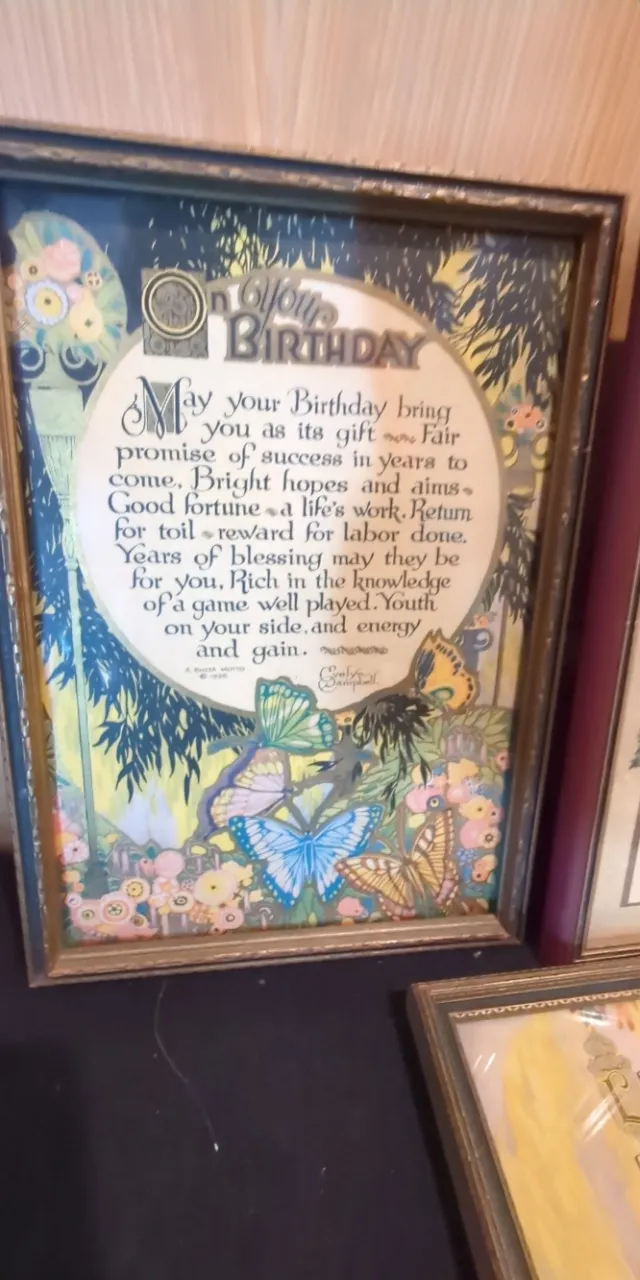 On Your
BIRTHDAY
May your Birthday bring
you as its gift ~ Fair
promise of success in years to
come. Bright hopes and aims ~
Good fortune ~ a life's work. Return
for toil ~ reward for labor done.
Years of blessing may they be
for you, Rich in the knowledge
of a game well played. Youth
on your side, and energy
and gain.
A BUZZA MOTTO
©
Campbell.